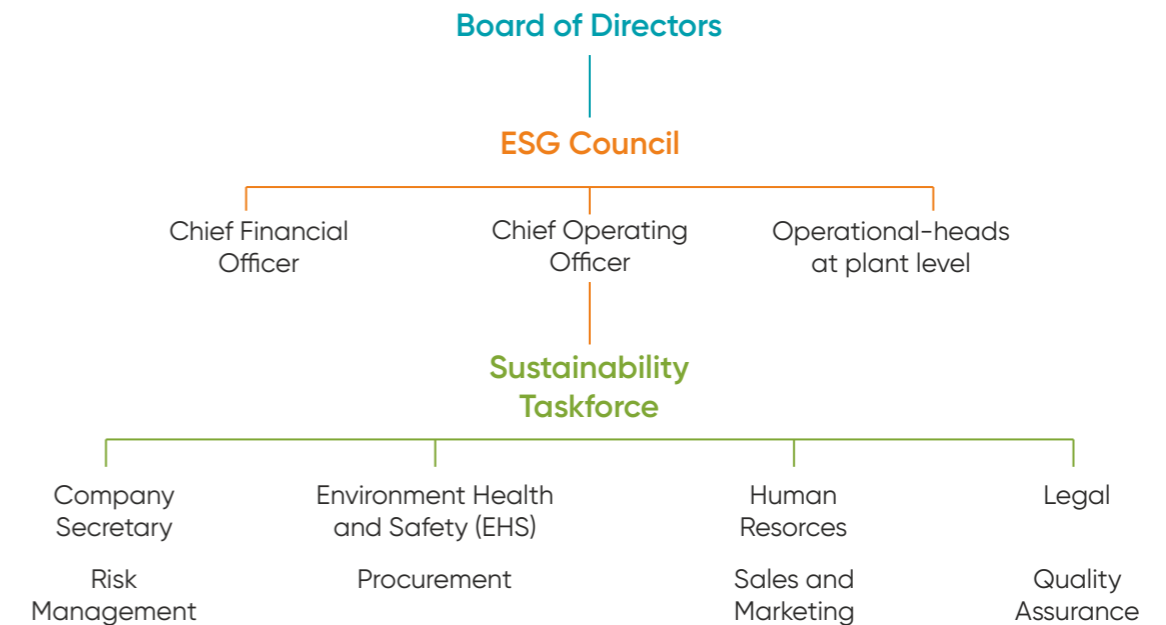 Board of Directors
ESG Council
Chief Financial
Officer
Chief Operating
Officer
Operational-heads
at plant level
Sustainability
Taskforce
Company
Secretary
Environment Health
and Safety (EHS)
Human
Resorces
Legal
Risk
Management
Procurement
Sales and
Marketing
Quality
Assurance